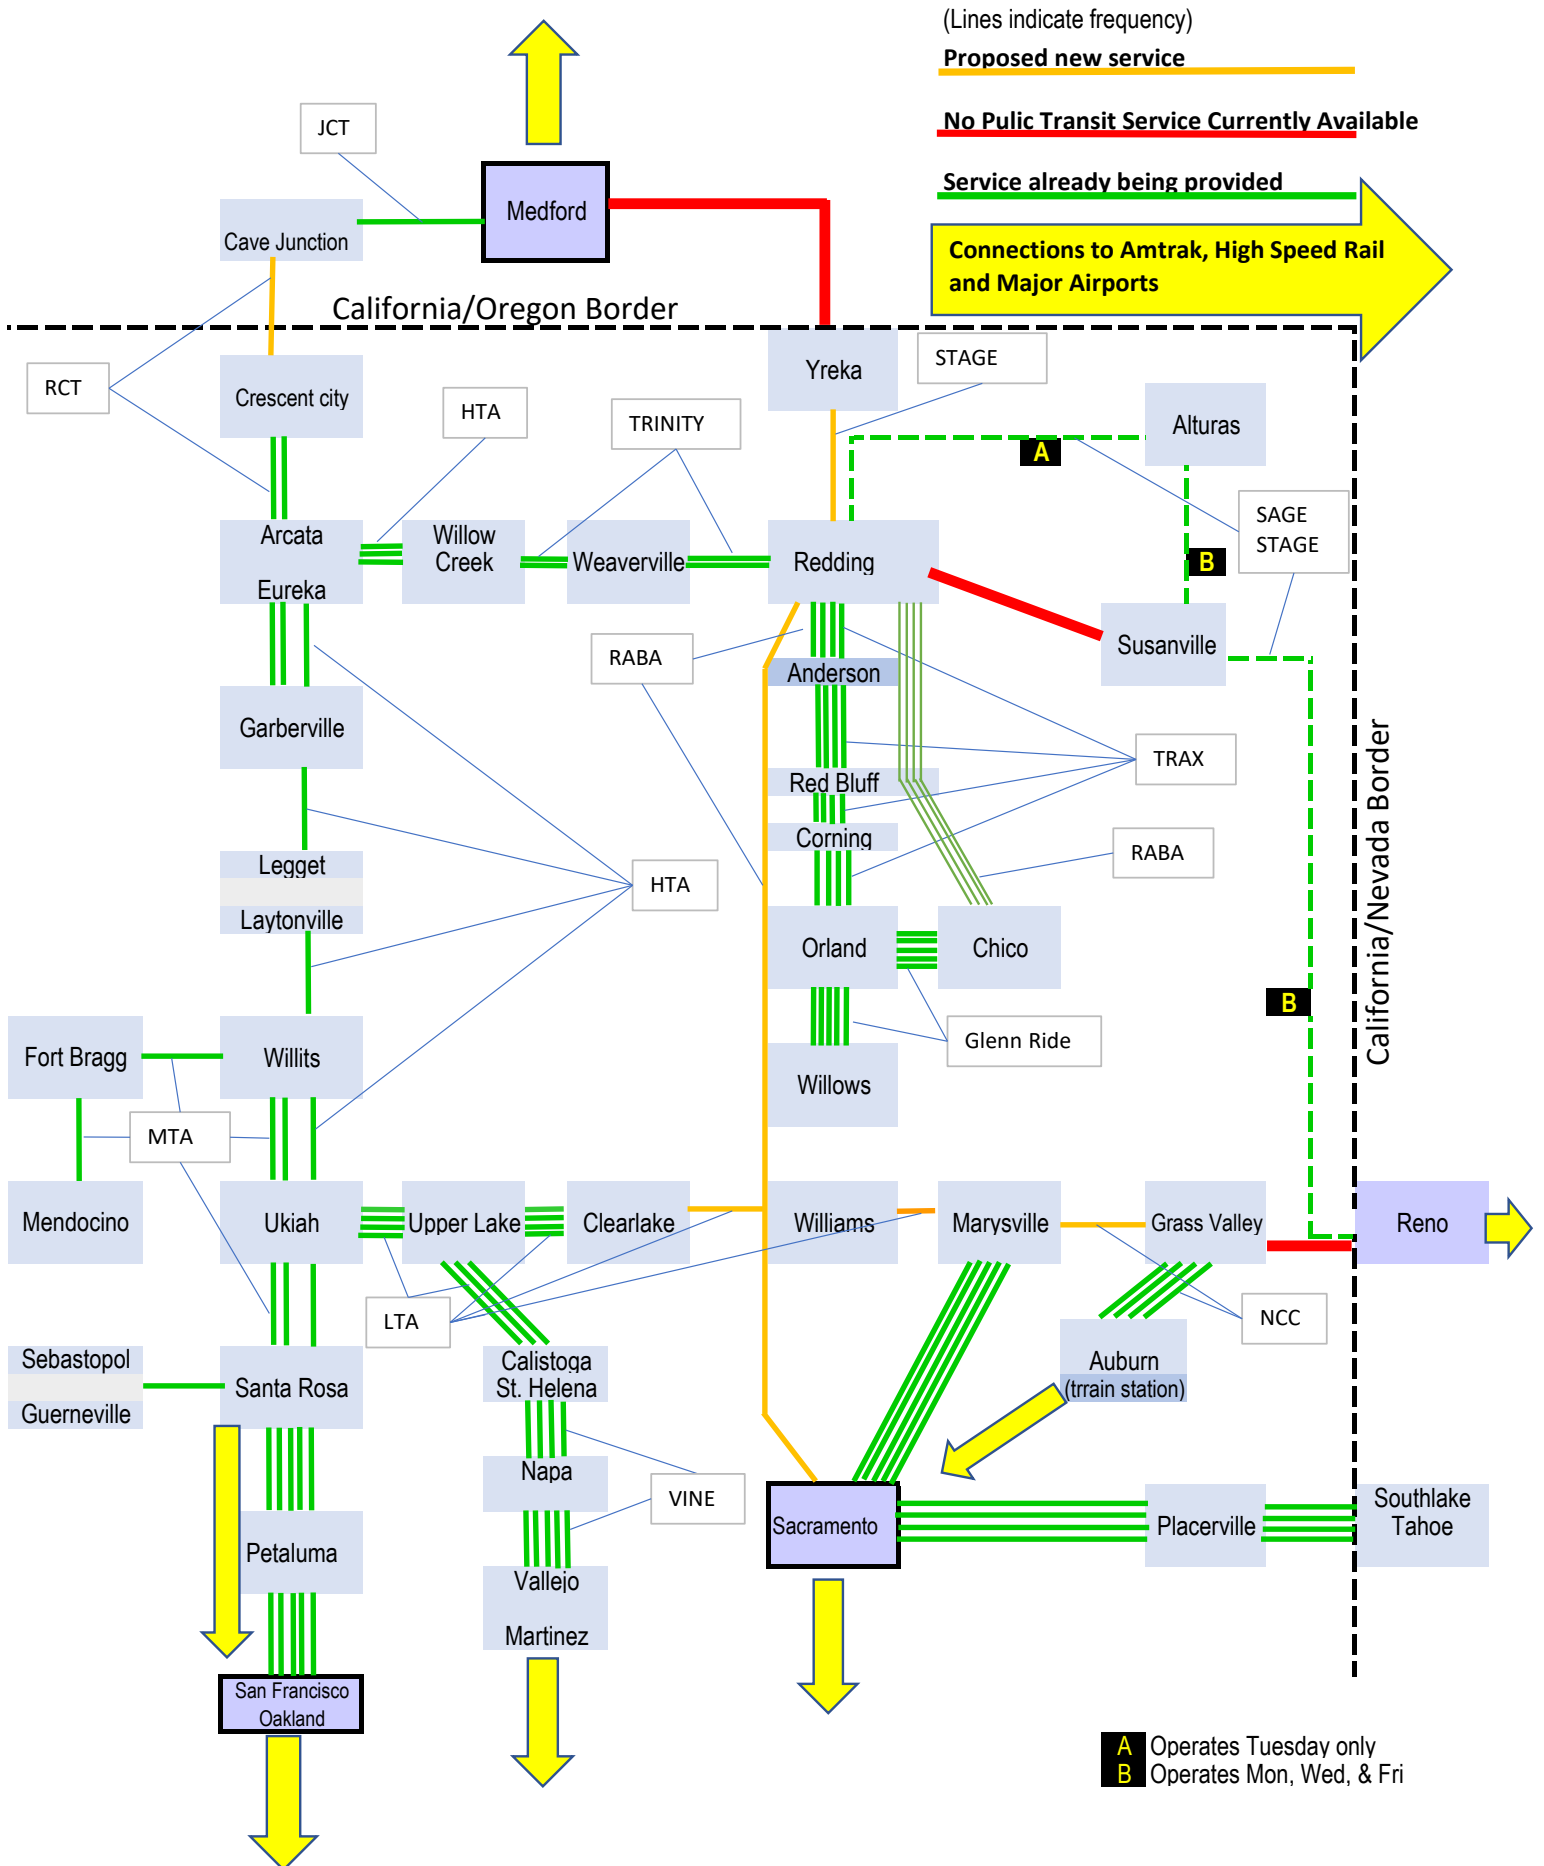 (Lines indicate frequency)
Proposed new service
No Pulic Transit Service Currently Available
Service already being provided
Connections to Amtrak, High Speed Rail
and Major Airports
JCT
Medford
Cave Junction
California/Oregon Border
RCT
Crescent city
HTA
TRINITY
Yreka
STAGE
Alturas
A
SAGE
STAGE
Arcata
Eureka
Willow
Creek
Weaverville
Redding
B
Susanville
RABA
Anderson
Garberville
TRAX
Red Bluff
Corning
RABA
Legget
Laytonville
HTA
Orland
Chico
California/Nevada Border
B
Glenn Ride
Fort Bragg
Willits
Willows
MTA
Mendocino
Ukiah
Upper Lake
Clearlake
Williams
Marysville
Grass Valley
Reno
LTA
NCC
Sebastopol
Guerneville
Santa Rosa
Calistoga
St. Helena
Auburn
(trrain station)
Napa
VINE
Petaluma
Sacramento
Placerville
Southlake
Tahoe
Vallejo
Martinez
San Francisco
Oakland
A Operates Tuesday only
B Operates Mon, Wed, & Fri